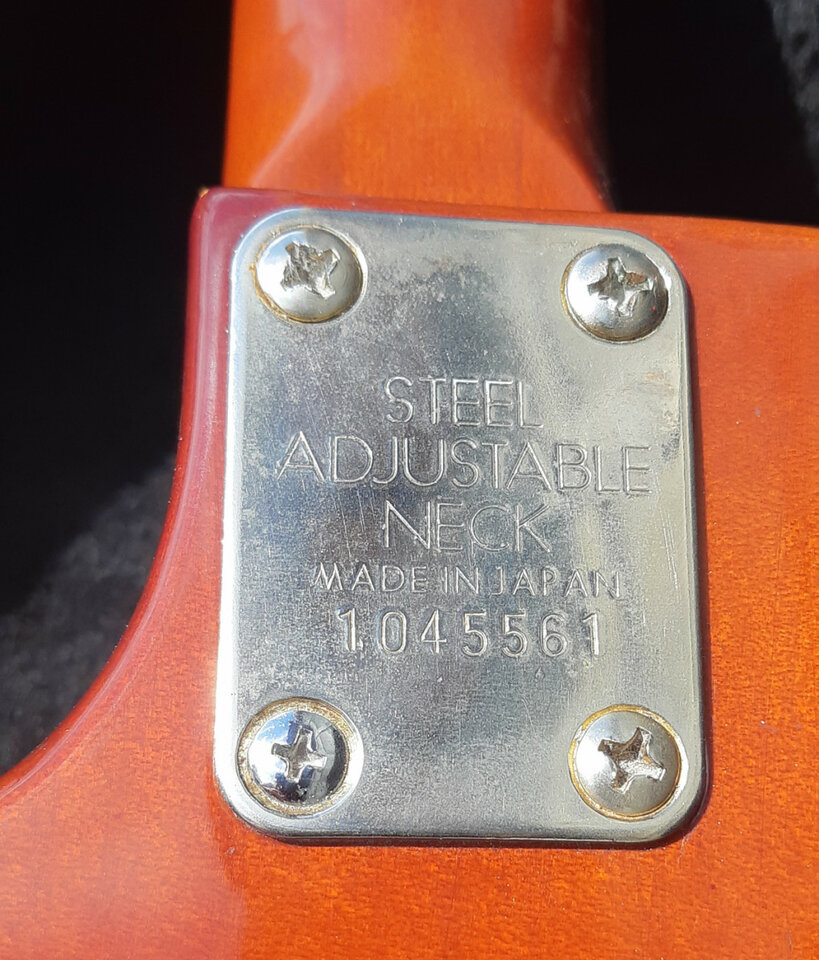 STEEL
ADJUSTABLE
NECK
MADE IN JAPAN
1045561